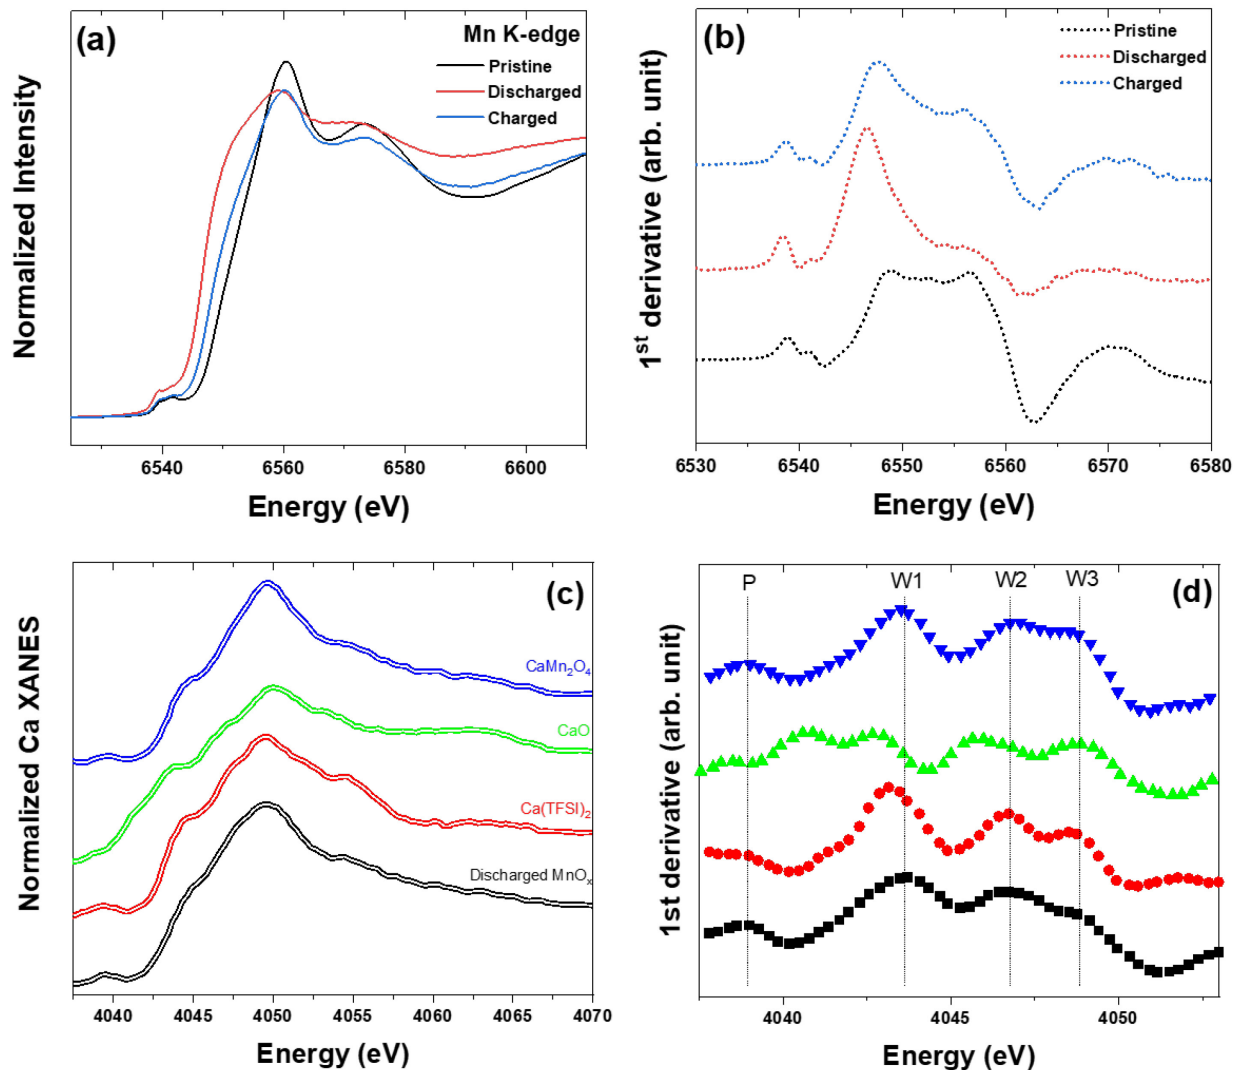 (a)
Mn K-edge
Pristine
Discharged
Charged
Normalized Intensity
6540 6560 6580 6600
Energy (eV)
(b)
Pristine
Discharged
Charged
1st derivative (arb. unit)
6530 6540 6550 6560 6570 6580
Energy (eV)
(c)
CaMn2O4
CaO
Ca(TFSI)2
Discharged MnOx
Normalized Ca XANES
4040 4045 4050 4055 4060 4065 4070
Energy (eV)
P W1 W2 W3
(d)
1st derivative (arb. unit)
4040 4045 4050
Energy (eV)